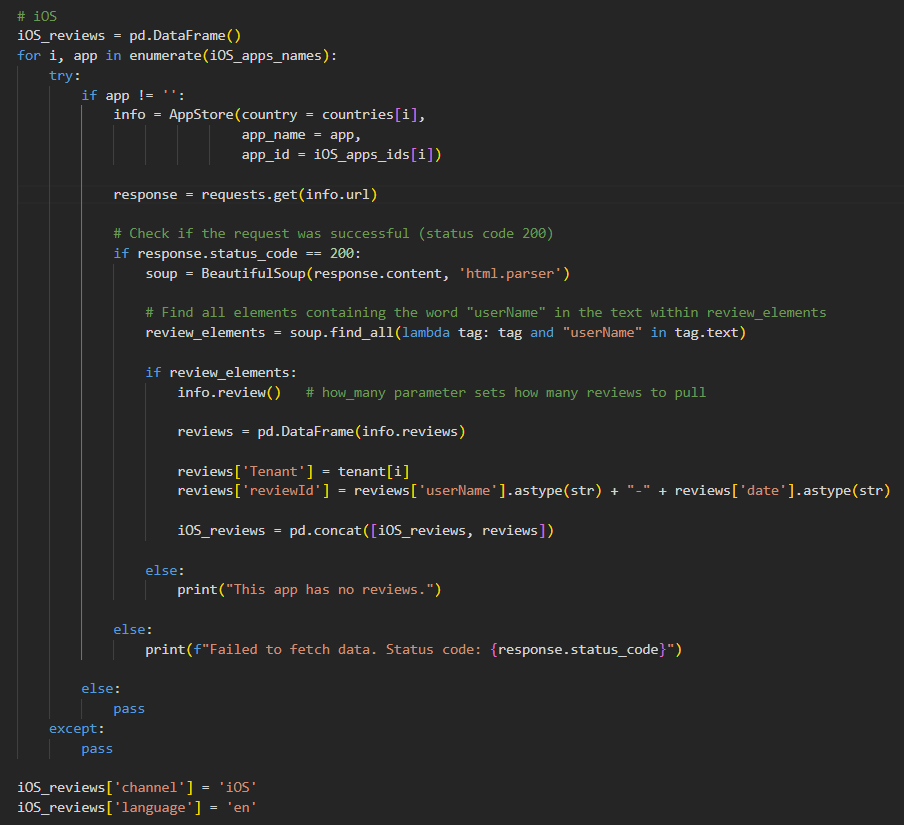 # iOS
iOS_reviews = pd.DataFrame()
for i, app in enumerate(iOS_apps_names):
    try:
        if app != '':
            info = AppStore(country = countries[i],
                            app_name = app,
                            app_id = iOS_apps_ids[i])

            response = requests.get(info.url)

            # Check if the request was successful (status code 200)
            if response.status_code == 200:
                soup = BeautifulSoup(response.content, 'html.parser')

                # Find all elements containing the word "userName" in the text within review_elements
                review_elements = soup.find_all(lambda tag: tag and "userName" in tag.text)

                if review_elements:
                    info.review()   # how_many parameter sets how many reviews to pull

                    reviews = pd.DataFrame(info.reviews)

                    reviews['Tenant'] = tenant[i]
                    reviews['reviewId'] = reviews['userName'].astype(str) + "-" + reviews['date'].astype(str)

                    iOS_reviews = pd.concat([iOS_reviews, reviews])

                else:
                    print("This app has no reviews.")

            else:
                print(f"Failed to fetch data. Status code: {response.status_code}")

        else:
            pass
    except:
        pass

iOS_reviews['channel'] = 'iOS'
iOS_reviews['language'] = 'en'